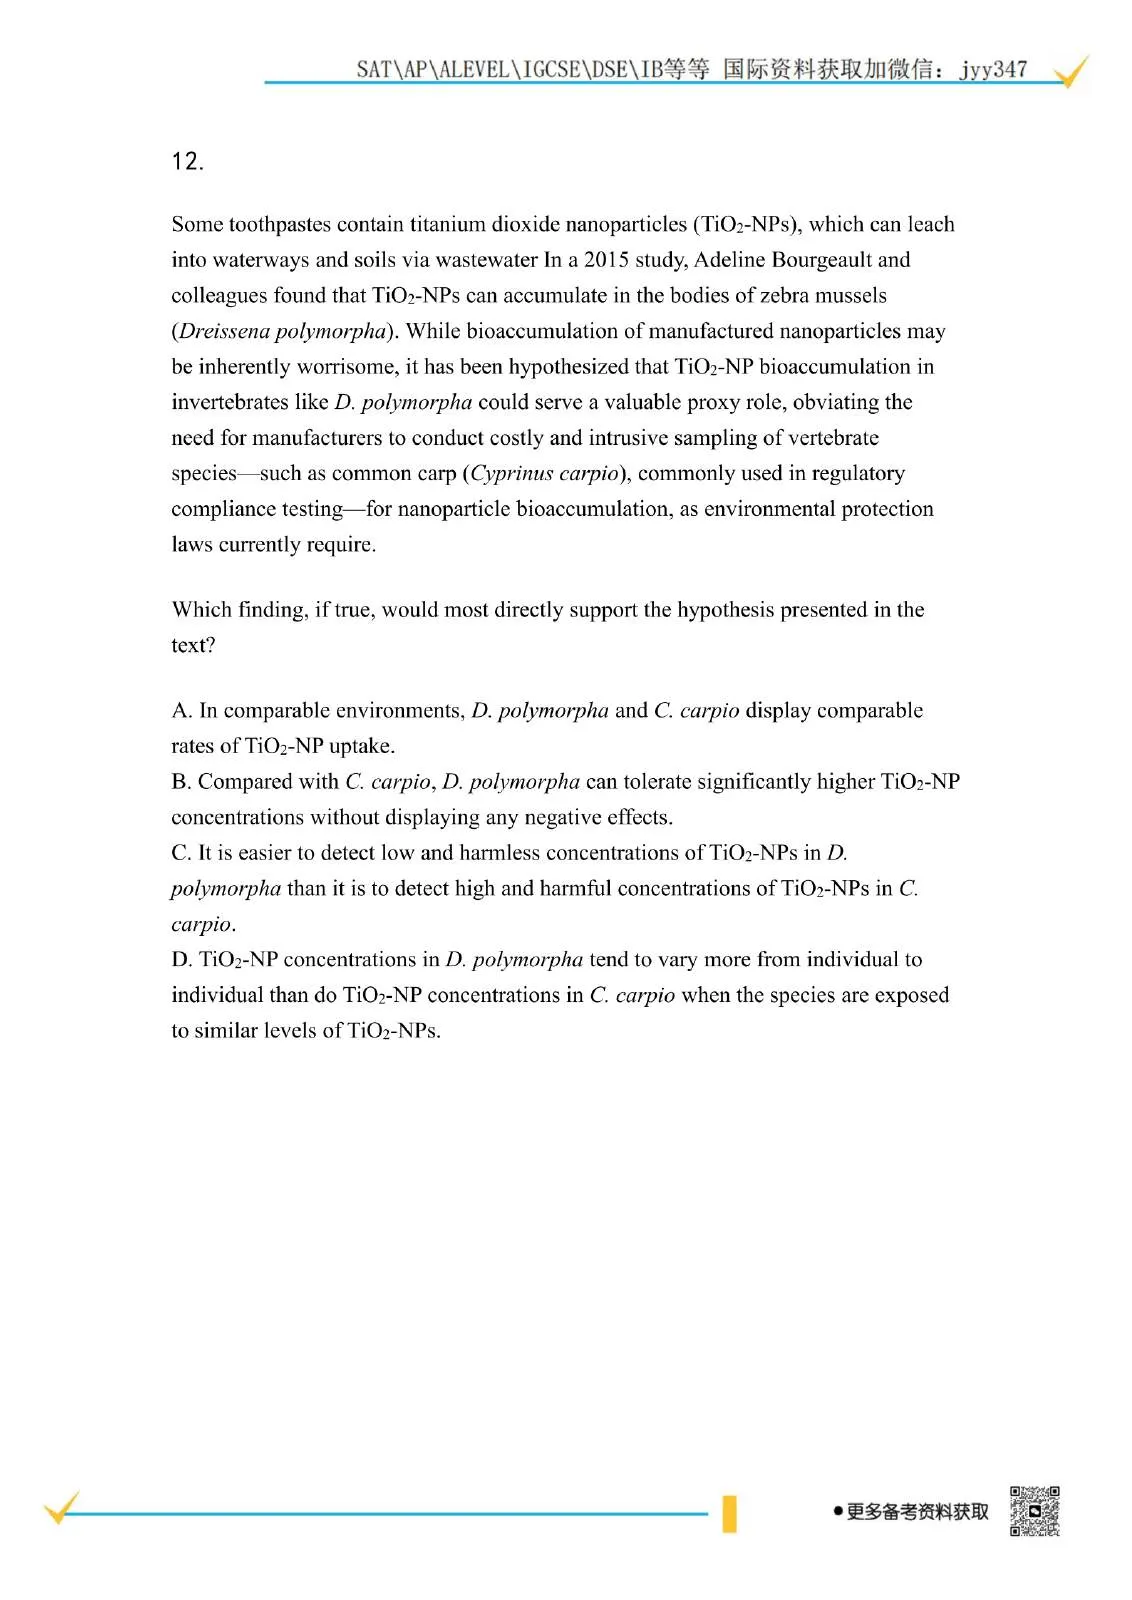 SAT\AP\ALEVEL\IGCSE\DSE\IB等等 国际资料获取加微信：jyy347
12.
Some toothpastes contain titanium dioxide nanoparticles (TiO₂-NPs), which can leach
into waterways and soils via wastewater In a 2015 study, Adeline Bourgeault and
colleagues found that TiO₂-NPs can accumulate in the bodies of zebra mussels
(Dreissena polymorpha). While bioaccumulation of manufactured nanoparticles may
be inherently worrisome, it has been hypothesized that TiO₂-NP bioaccumulation in
invertebrates like D. polymorpha could serve a valuable proxy role, obviating the
need for manufacturers to conduct costly and intrusive sampling of vertebrate
species—such as common carp (Cyprinus carpio), commonly used in regulatory
compliance testing—for nanoparticle bioaccumulation, as environmental protection
laws currently require.
Which finding, if true, would most directly support the hypothesis presented in the
text?
A. In comparable environments, D. polymorpha and C. carpio display comparable
rates of TiO₂-NP uptake.
B. Compared with C. carpio, D. polymorpha can tolerate significantly higher TiO₂-NP
concentrations without displaying any negative effects.
C. It is easier to detect low and harmless concentrations of TiO₂-NPs in D.
polymorpha than it is to detect high and harmful concentrations of TiO₂-NPs in C.
carpio.
D. TiO₂-NP concentrations in D. polymorpha tend to vary more from individual to
individual than do TiO₂-NP concentrations in C. carpio when the species are exposed
to similar levels of TiO₂-NPs.
●更多备考资料获取